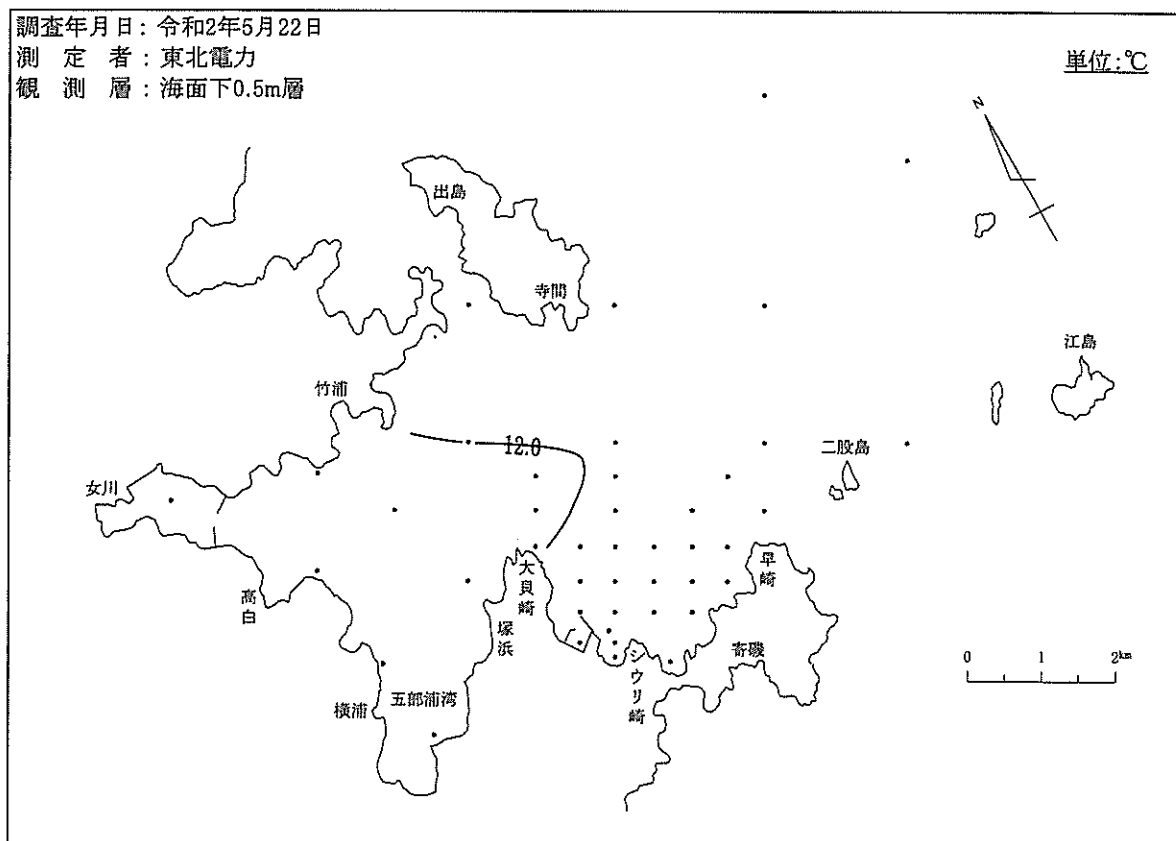 調査年月日：令和2年5月22日
測定者：東北電力
観測層：海面下0.5m層
単位：℃
N
出島
寺間
江島
竹浦
12.0
二股島
女川
早崎
大貝崎
高白
塚浜
寄磯
シウリ崎
0 1 2km
五部浦湾
横浦